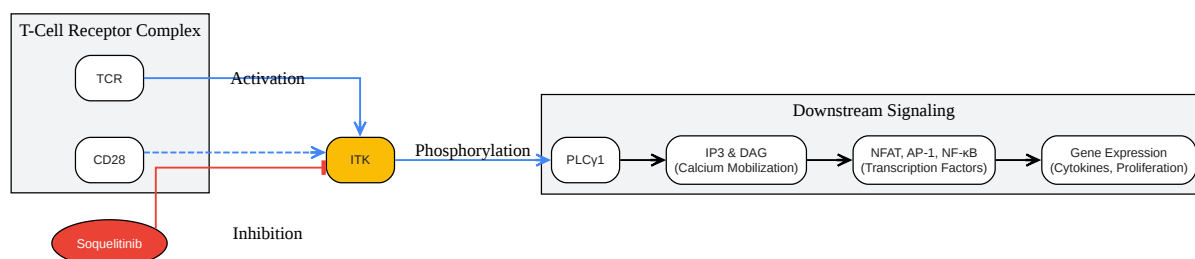 T-Cell Receptor Complex
TCR
Activation
CD28
ITK
Phosphorylation
Soquelitinib
Inhibition
Downstream Signaling
PLCγ1
IP3 & DAG
(Calcium Mobilization)
NFAT, AP-1, NF-κB
(Transcription Factors)
Gene Expression
(Cytokines, Proliferation)